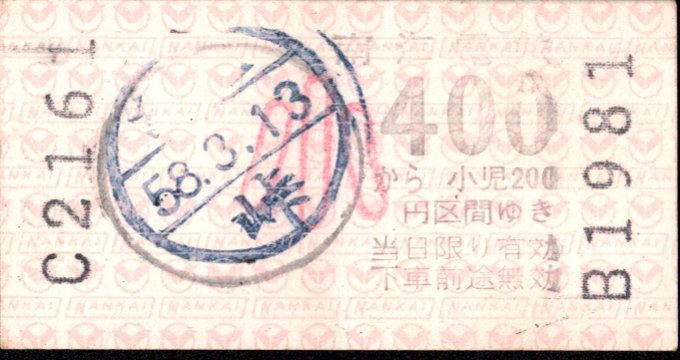 C2161
58.3.13
小
400
から 小児200
円区間ゆき
当日限り有効
下車前途無効
B1981
NANKAI